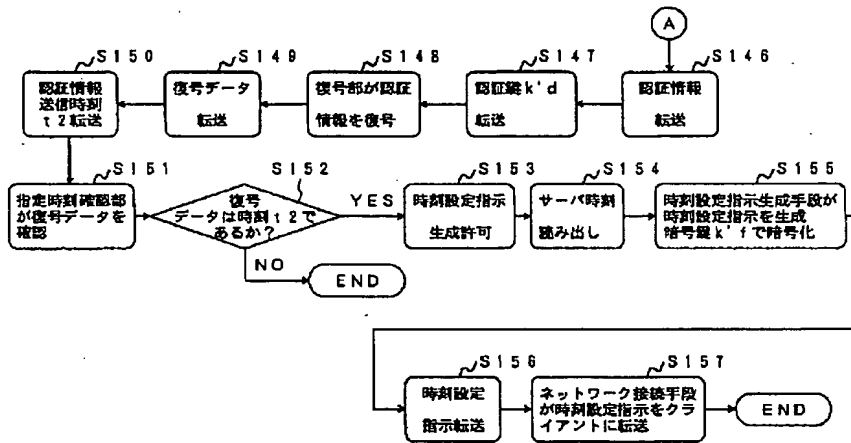 A
S146
認証情報
転送
S147
認証鍵k'd
転送
S148
復号部が認証
情報を復号
S149
復号データ
転送
S150
認証情報
送信時刻
t2転送
S151
指定時刻確認部
が復号データを
確認
S152
復号
データは時刻t2で
あるか?
YES
NO
END
S153
時刻設定指示
生成許可
S154
サーバ時刻
読み出し
S155
時刻設定指示生成手段が
時刻設定指示を生成
暗号鍵k'fで暗号化
S156
時刻設定
指示転送
S157
ネットワーク接続手段
が時刻設定指示をクラ
イアントに転送
END